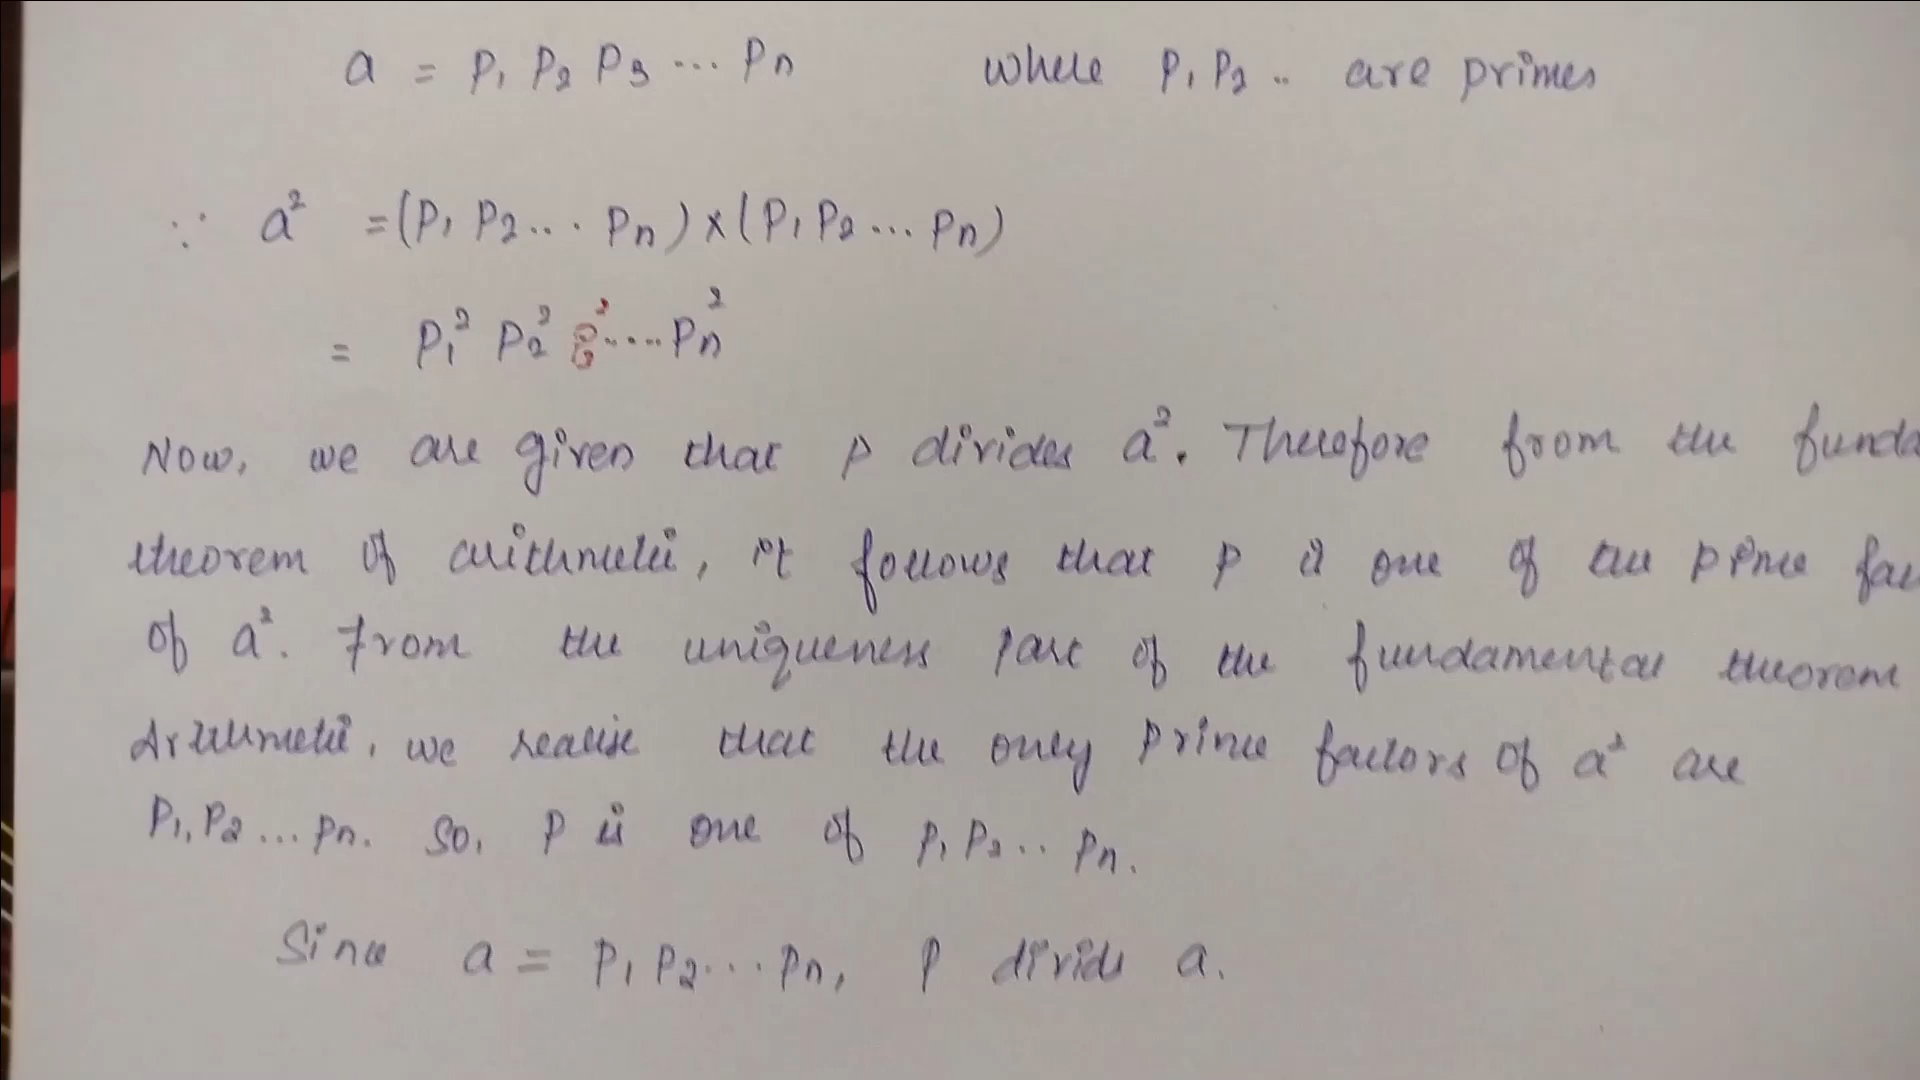 a = P₁ P₂ P₃ ... Pn where P₁ P₂ .. are primes
∵ a² = (P₁ P₂ ... Pn) × (P₁ P₂ ... Pn)
= P₁² P₂² P₃² .... Pn²
Now, we are given that p divides a². Therefore from the funda
theorem of arithmetic, it follows that p is one of the prime fac
of a². From the uniqueness part of the fundamental theorem
Arithmetic, we realise that the only prime factors of a² are
P₁, P₂ ... Pn. So, P is one of P₁ P₂ .. Pn.
Since a = P₁ P₂ ... Pn, P divide a.